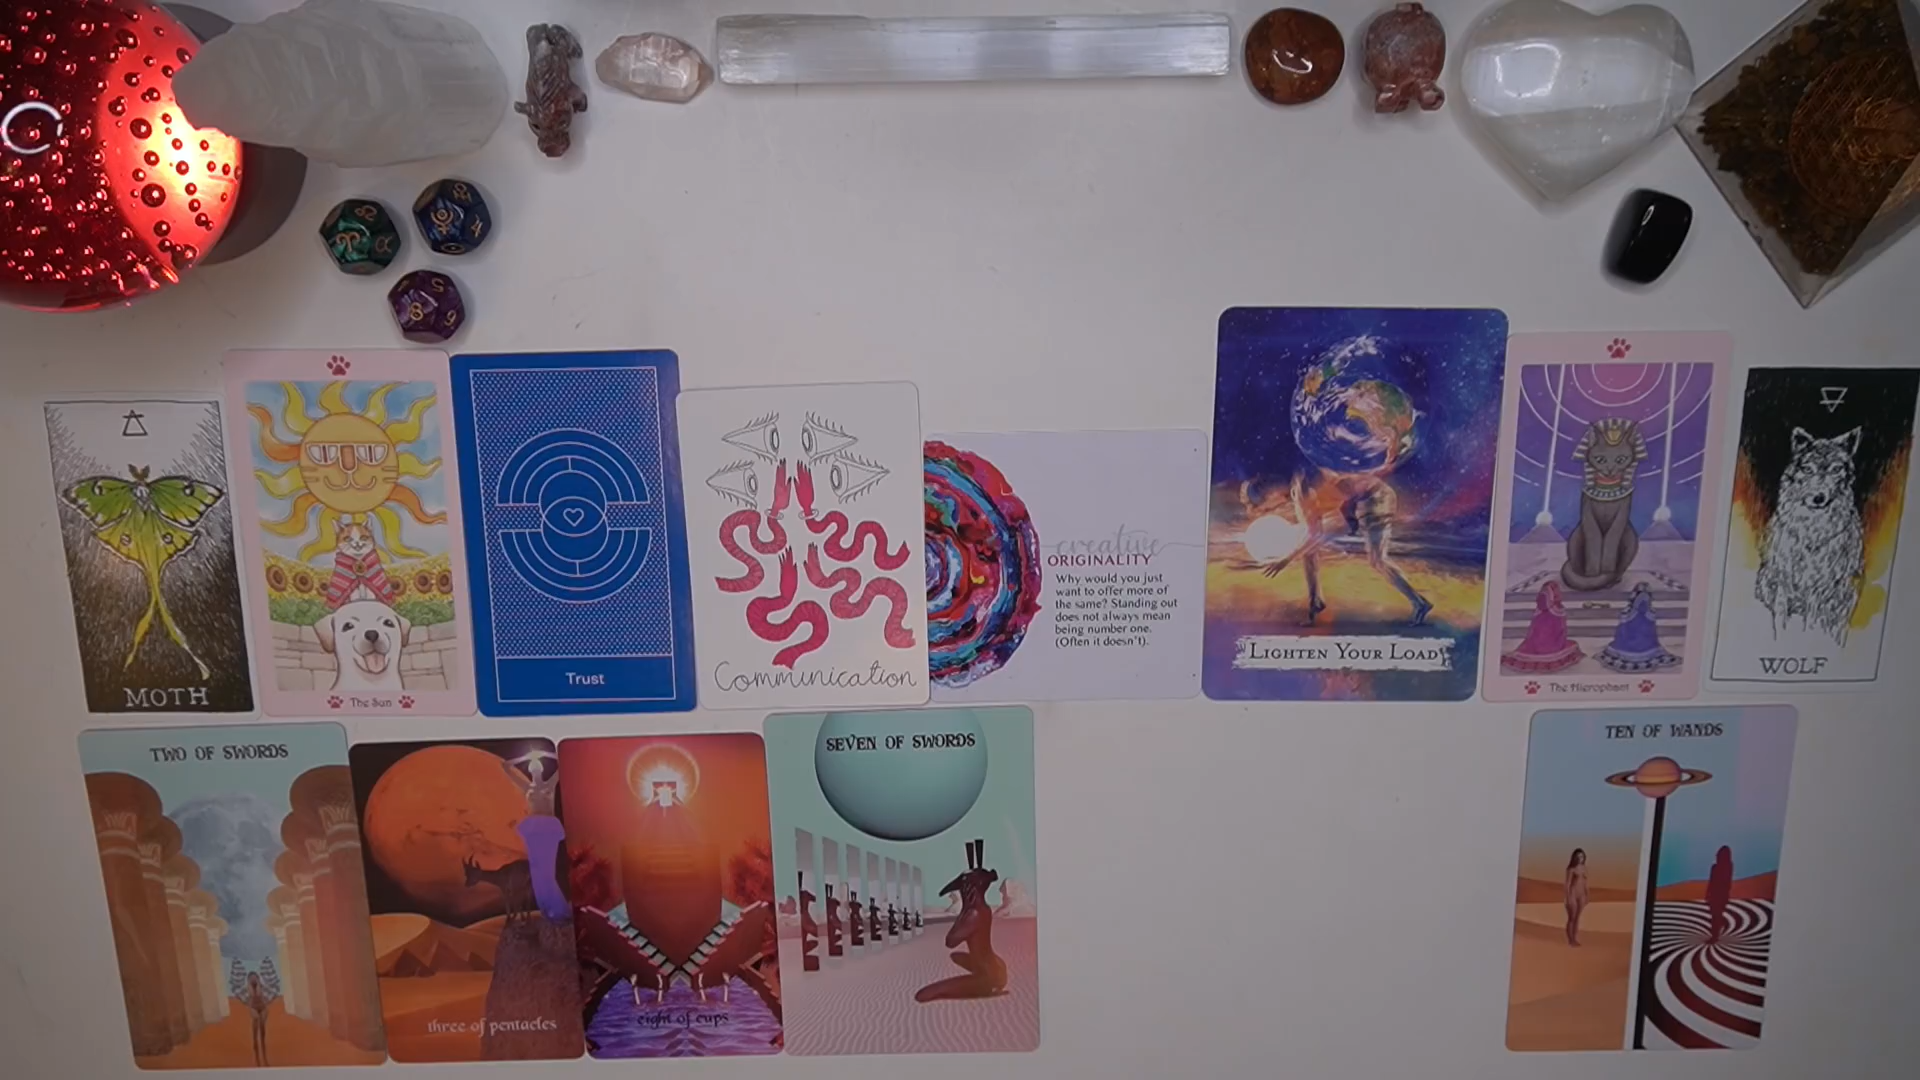 MOTH
The Sun
Trust
Communication
creative
ORIGINALITY
Why would you just
want to offer more of
the same? Standing out
does not always mean
being number one.
(Often it doesn't).
LIGHTEN YOUR LOAD
The Hierophant
WOLF
TWO OF SWORDS
three of pentacles
eight of cups
SEVEN OF SWORDS
TEN OF WANDS